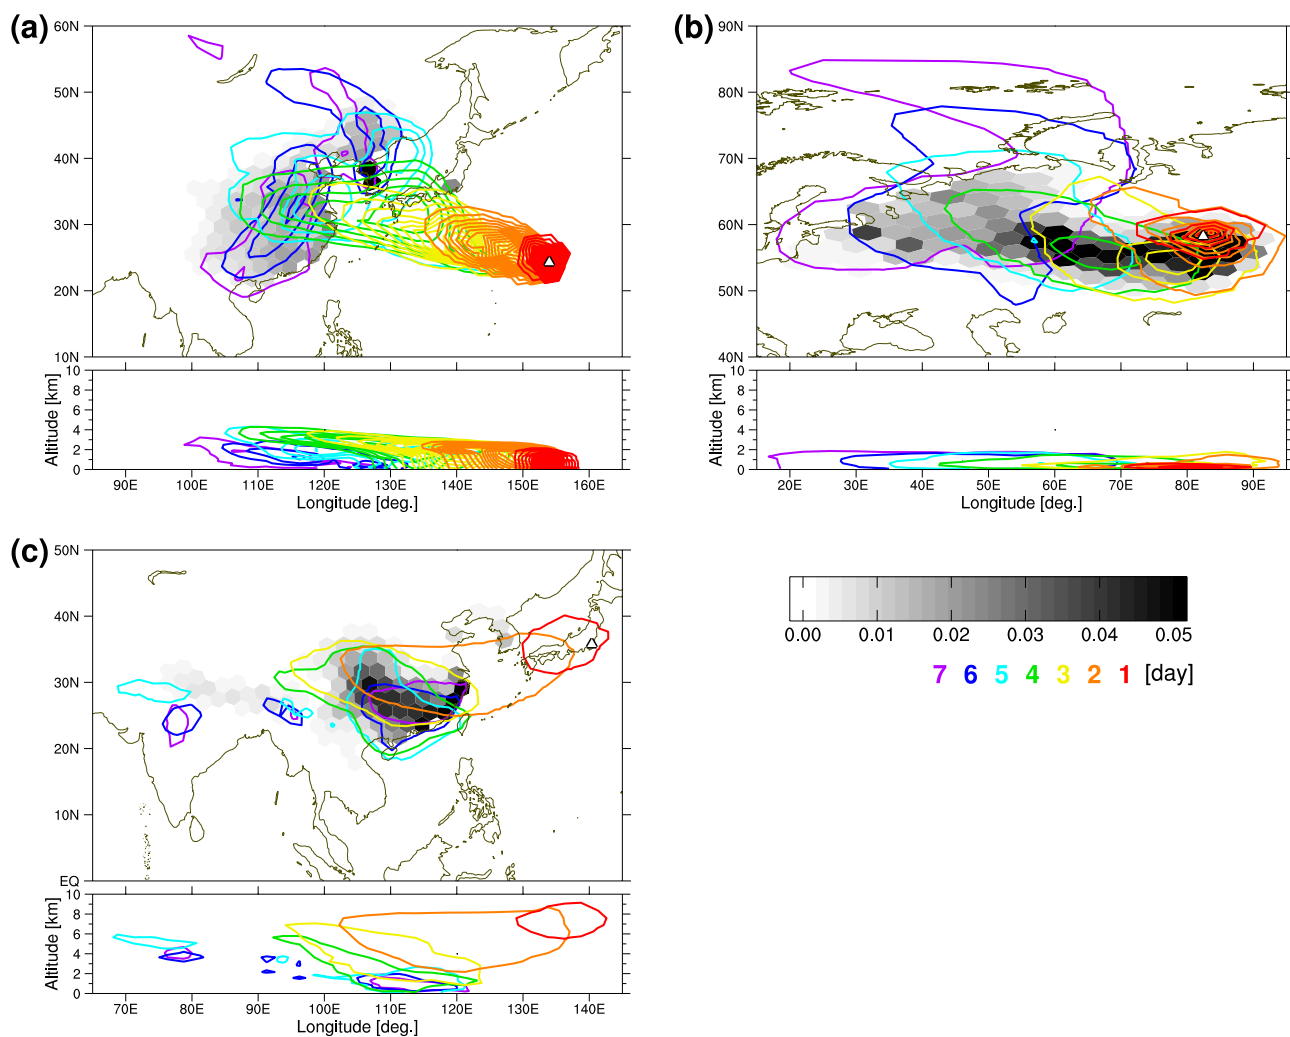 (a)
60N
50N
40N
30N
20N
10N
Altitude [km]
10
8
6
4
2
0
90E 100E 110E 120E 130E 140E 150E 160E
Longitude [deg.]
(b)
90N
80N
70N
60N
50N
40N
Altitude [km]
10
8
6
4
2
0
20E 30E 40E 50E 60E 70E 80E 90E
Longitude [deg.]
(c)
50N
40N
30N
20N
10N
EQ
Altitude [km]
10
8
6
4
2
0
70E 80E 90E 100E 110E 120E 130E 140E
Longitude [deg.]
0.00 0.01 0.02 0.03 0.04 0.05
7 6 5 4 3 2 1 [day]